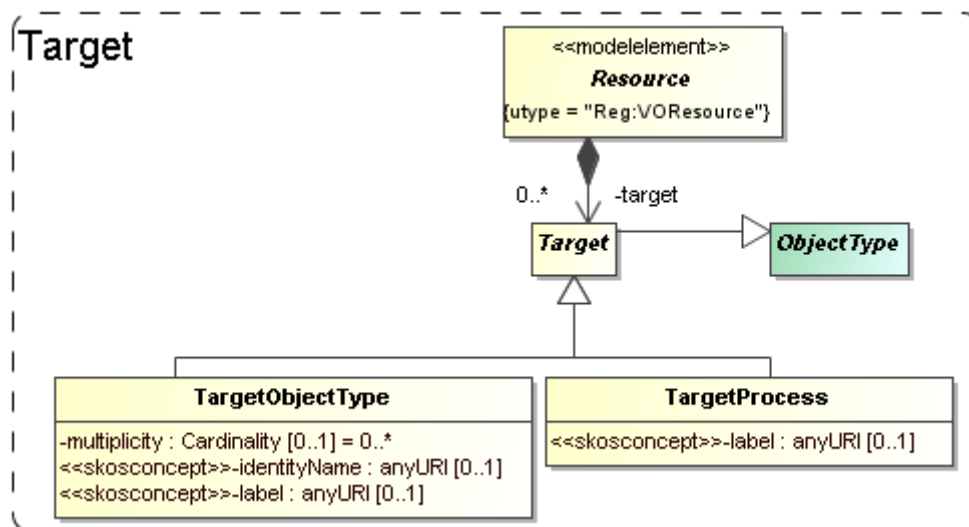 Target
<<modelelement>>
Resource
{utype = "Reg:VOResource"}
0..*
-target
Target
ObjectType
TargetObjectType
-multiplicity : Cardinality [0..1] = 0..*
<<skosconcept>>-identityName : anyURI [0..1]
<<skosconcept>>-label : anyURI [0..1]
TargetProcess
<<skosconcept>>-label : anyURI [0..1]